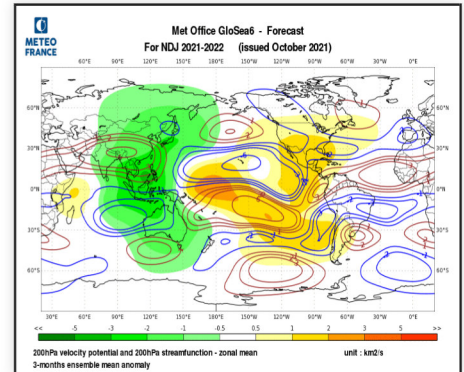 METEO
FRANCE
Met Office GloSea6 - Forecast
For NDJ 2021-2022 (issued October 2021)
60°E 90°E 120°E 150°E 180°E 150°W 120°W 90°W 60°W 30°W 0°E
60°N 60°N
30°N 30°N
0°N 0°N
30°S 30°S
60°S 60°S
30°E 60°E 90°E 120°E 150°E 180°E 150°W 120°W 90°W 60°W 30°W 0°E
<< -5 -3 -2 -1 -0.5 0.5 1 2 3 5 >>
200hPa velocity potential and 200hPa streamfunction - zonal mean unit : km2/s
3-months ensemble mean anomaly